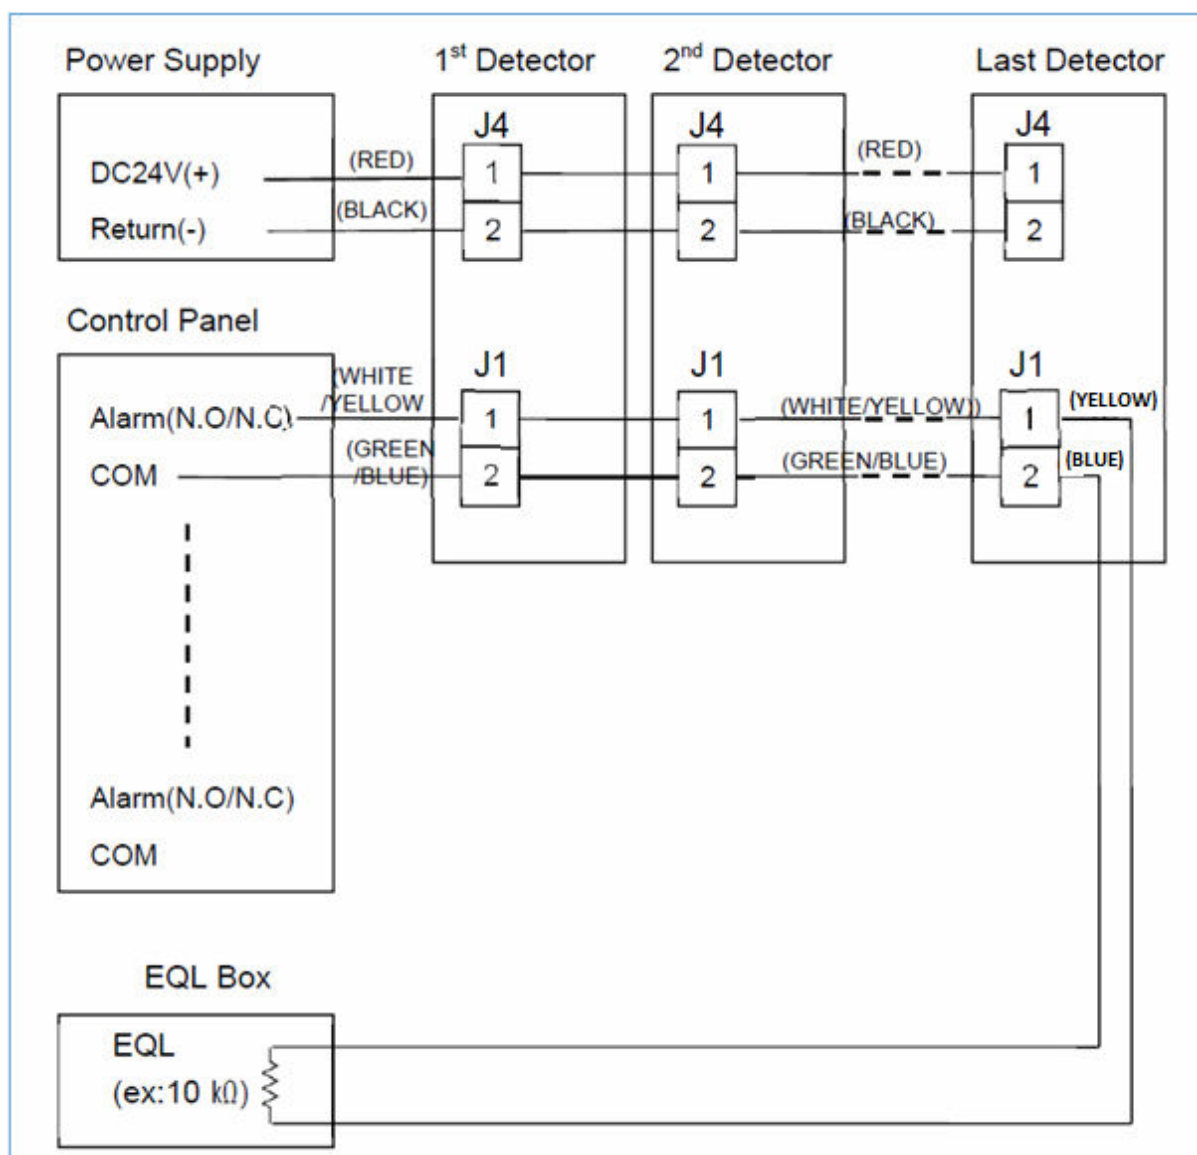 Power Supply
1st Detector
2nd Detector
Last Detector
J4
J4
J4
DC24V(+)
(RED)
1
1
(RED)
1
Return(-)
(BLACK)
2
2
(BLACK)
2
Control Panel
J1
J1
J1
Alarm(N.O/N.C)
(WHITE
/YELLOW
1
1
(WHITE/YELLOW))
1
(YELLOW)
COM
(GREEN
/BLUE)
2
2
(GREEN/BLUE)
2
(BLUE)
Alarm(N.O/N.C)
COM
EQL Box
EQL
(ex:10 kΩ)